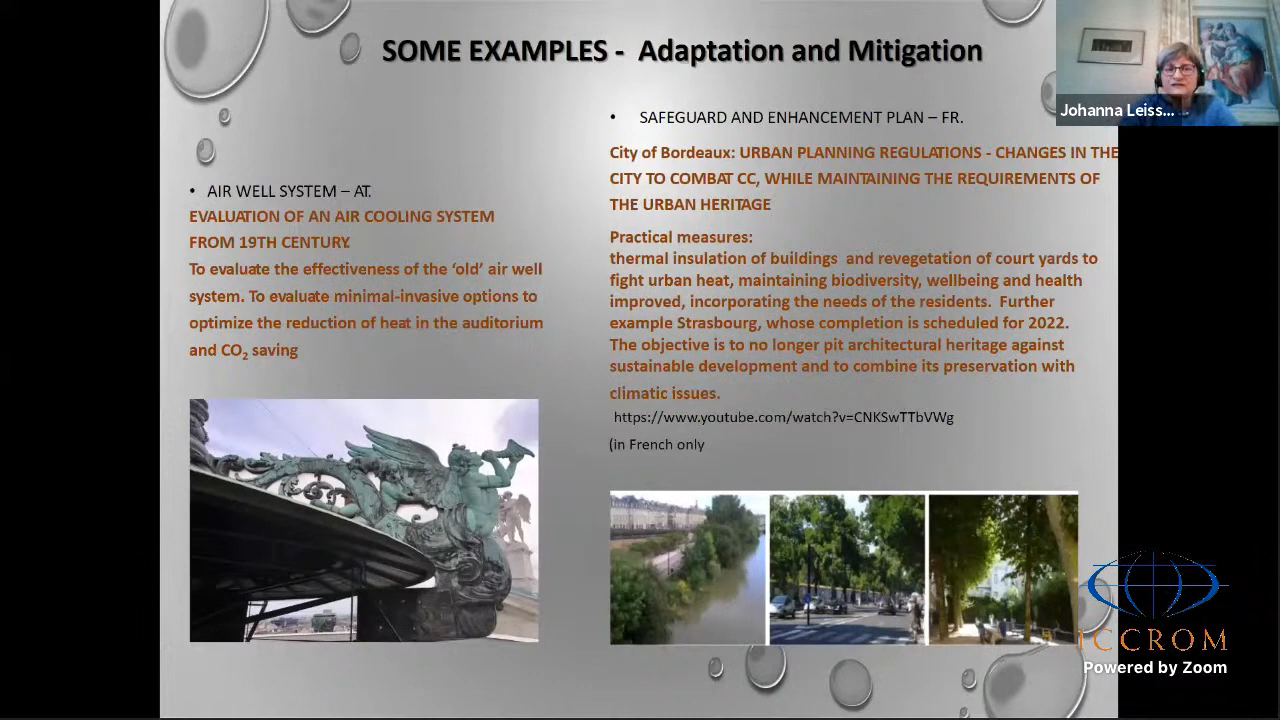 SOME EXAMPLES - Adaptation and Mitigation
Johanna Leiss...
• AIR WELL SYSTEM – AT.
EVALUATION OF AN AIR COOLING SYSTEM
FROM 19TH CENTURY.
To evaluate the effectiveness of the ‘old’ air well
system. To evaluate minimal-invasive options to
optimize the reduction of heat in the auditorium
and CO₂ saving
• SAFEGUARD AND ENHANCEMENT PLAN – FR.
City of Bordeaux: URBAN PLANNING REGULATIONS - CHANGES IN THE
CITY TO COMBAT CC, WHILE MAINTAINING THE REQUIREMENTS OF
THE URBAN HERITAGE
Practical measures:
thermal insulation of buildings and revegetation of court yards to
fight urban heat, maintaining biodiversity, wellbeing and health
improved, incorporating the needs of the residents. Further
example Strasbourg, whose completion is scheduled for 2022.
The objective is to no longer pit architectural heritage against
sustainable development and to combine its preservation with
climatic issues.
https://www.youtube.com/watch?v=CNKSwTTbVWg
(in French only
ICCROM
Powered by Zoom